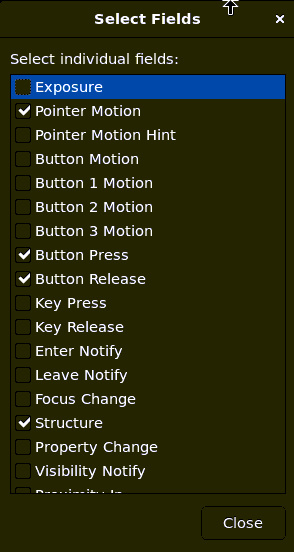 Select Fields
Select individual fields:
Exposure
Pointer Motion
Pointer Motion Hint
Button Motion
Button 1 Motion
Button 2 Motion
Button 3 Motion
Button Press
Button Release
Key Press
Key Release
Enter Notify
Leave Notify
Focus Change
Structure
Property Change
Visibility Notify
Proximity In
Close